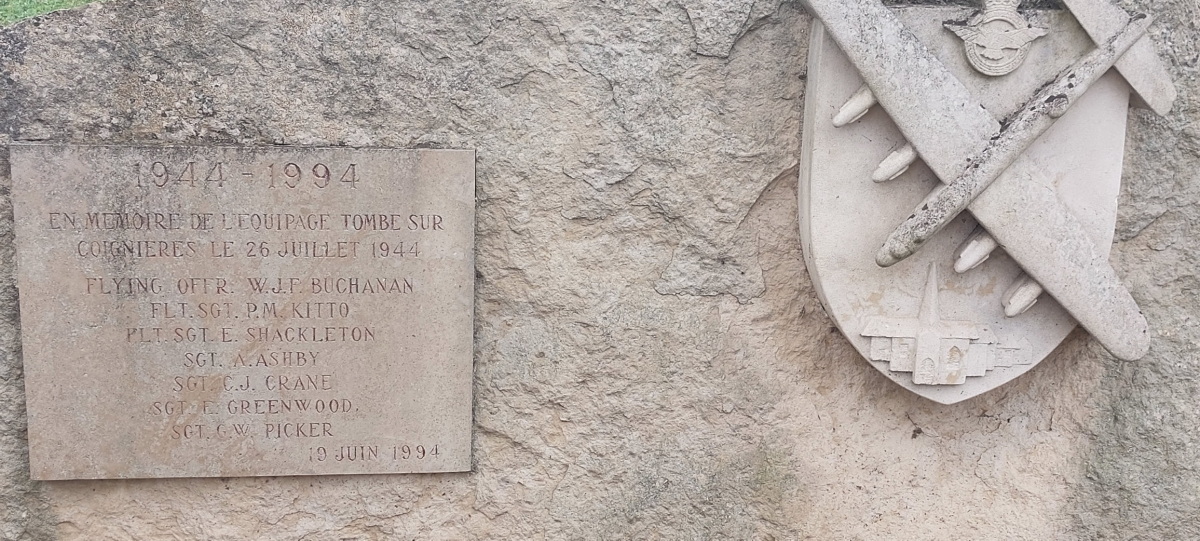 1944 - 1994
EN MEMOIRE DE L'EQUIPAGE TOMBE SUR
COIGNIERES LE 26 JUILLET 1944
FLYING OFFR. W.J.F. BUCHANAN
FLT. SGT. P.M. KITTO
FLT. SGT. E. SHACKLETON
SGT. A. ASHBY
SGT. C.J. CRANE
SGT. E. GREENWOOD.
SGT. G.W. PICKER
19 JUIN 1994